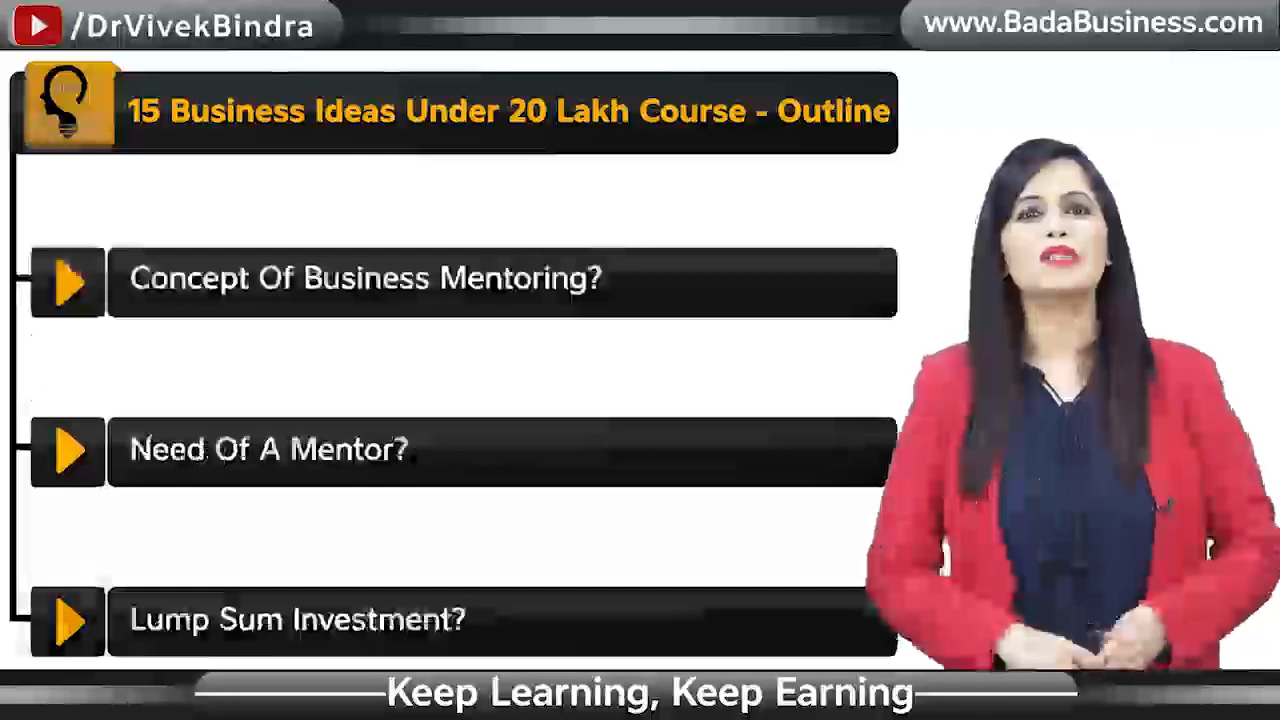 /DrVivekBindra
www.BadaBusiness.com
15 Business Ideas Under 20 Lakh Course - Outline
Concept Of Business Mentoring?
Need Of A Mentor?
Lump Sum Investment?
Keep Learning, Keep Earning